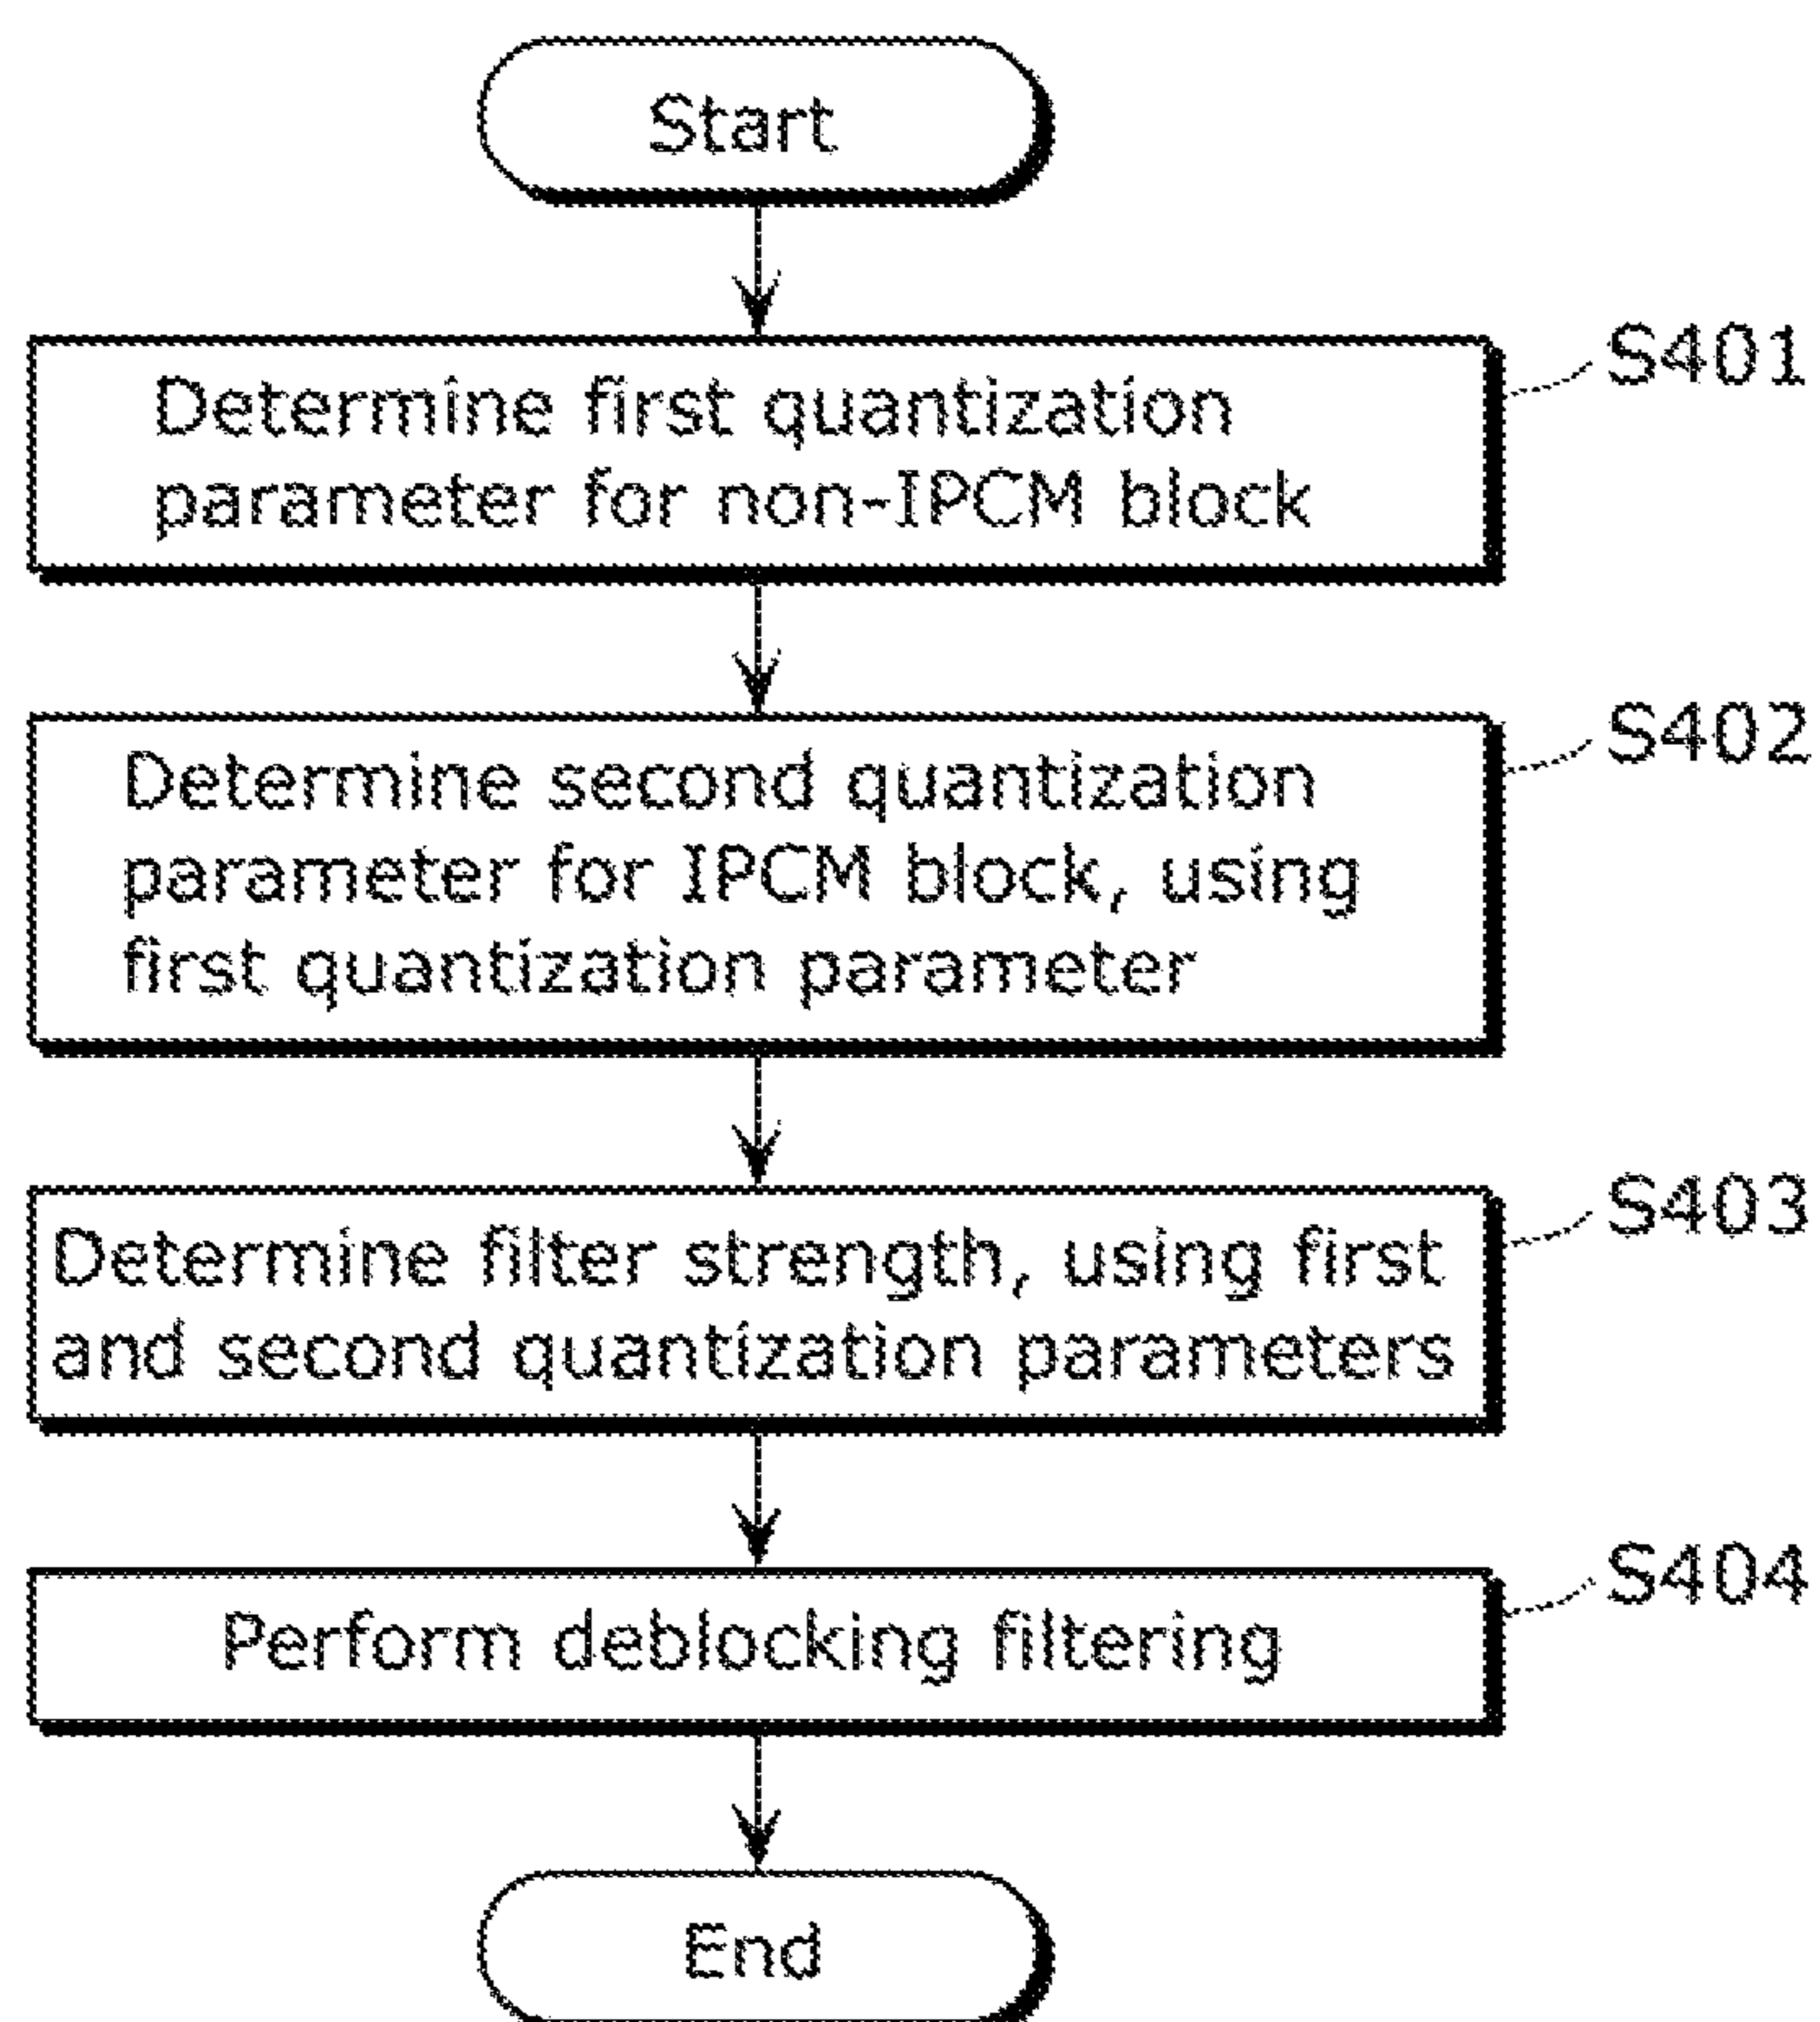 Start
S401
Determine first quantization
parameter for non-IPCM block
S402
Determine second quantization
parameter for IPCM block, using
first quantization parameter
S403
Determine filter strength, using first
and second quantization parameters
S404
Perform deblocking filtering
End